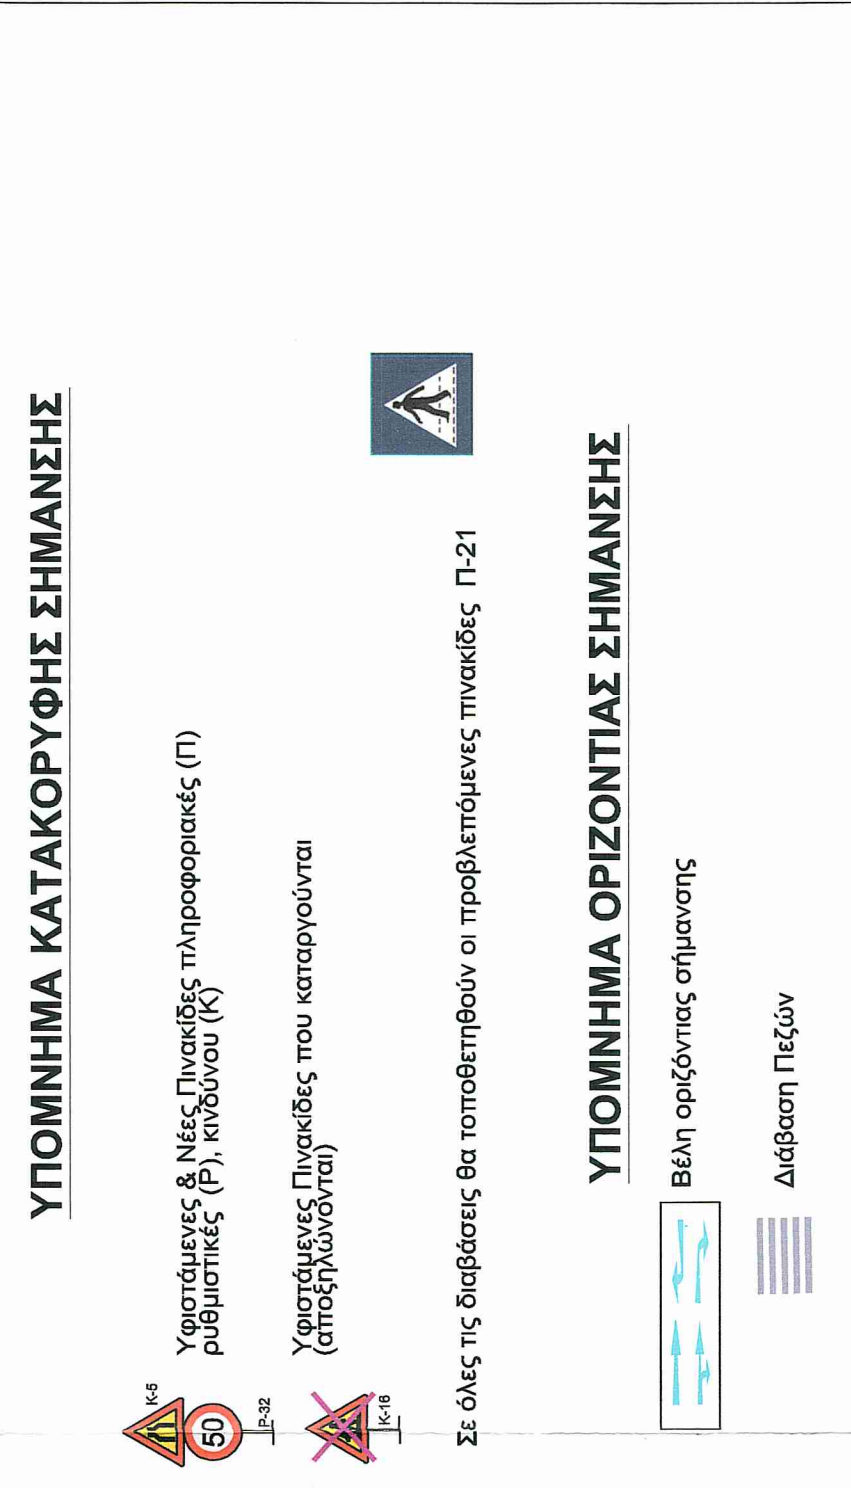 ΥΠΟΜΝΗΜΑ ΚΑΤΑΚΟΡΥΦΗΣ ΣΗΜΑΝΣΗΣ
K-5
50
P-32
Υφιστάμενες & Νέες Πινακίδες πληροφοριακές (Π)
ρυθμιστικές (Ρ), κινδύνου (Κ)
K-16
Υφιστάμενες Πινακίδες που καταργούνται
(αποξηλώνονται)
Σε όλες τις διαβάσεις θα τοποθετηθούν οι προβλεπόμενες πινακίδες Π-21
ΥΠΟΜΝΗΜΑ ΟΡΙΖΟΝΤΙΑΣ ΣΗΜΑΝΣΗΣ
Βέλη οριζόντιας σήμανσης
Διάβαση Πεζών